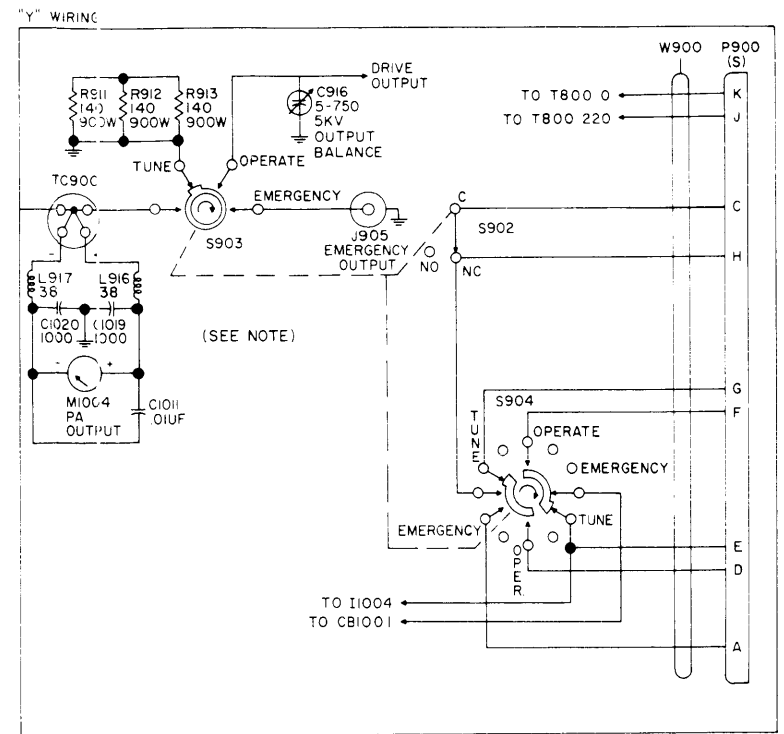 "Y" WIRING
W900
P900
(S)
DRIVE
OUTPUT
R911
140
900W
R912
140
900W
R913
140
900W
C916
5-750
5KV
OUTPUT
BALANCE
TO T800 0
K
TO T800 220
J
TUNE
OPERATE
TC900
EMERGENCY
S903
J905
EMERGENCY
OUTPUT
C
S902
C
NO
NC
H
-
+
L917
38
L916
38
C1020
1000
C1019
1000
(SEE NOTE)
-
+
M1004
PA
OUTPUT
C1011
.01UF
G
S904
F
TUNE
OPERATE
EMERGENCY
EMERGENCY
TUNE
OPER.
E
D
TO I1004
TO CB1001
A